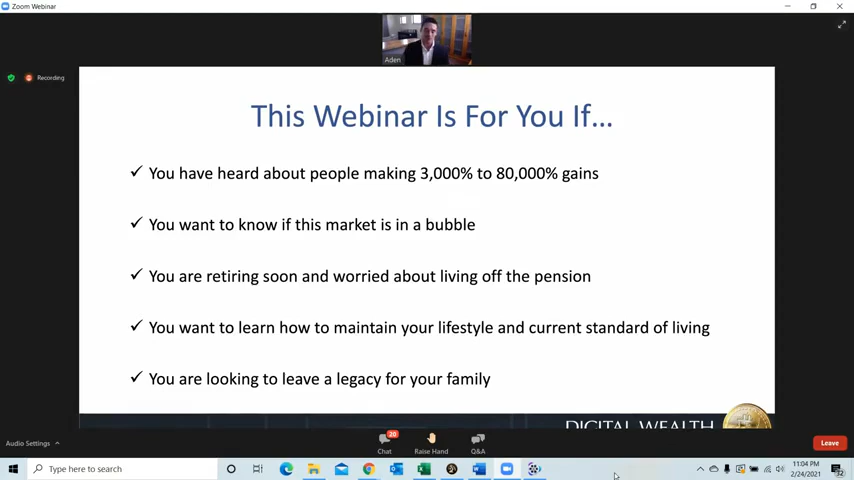 Zoom Webinar
Aden
Recording
This Webinar Is For You If...
✓ You have heard about people making 3,000% to 80,000% gains
✓ You want to know if this market is in a bubble
✓ You are retiring soon and worried about living off the pension
✓ You want to learn how to maintain your lifestyle and current standard of living
✓ You are looking to leave a legacy for your family
DIGITAL WEALTH
Audio Settings
20
Chat
Raise Hand
Q&A
Leave
Type here to search
11:04 PM
2/24/2021